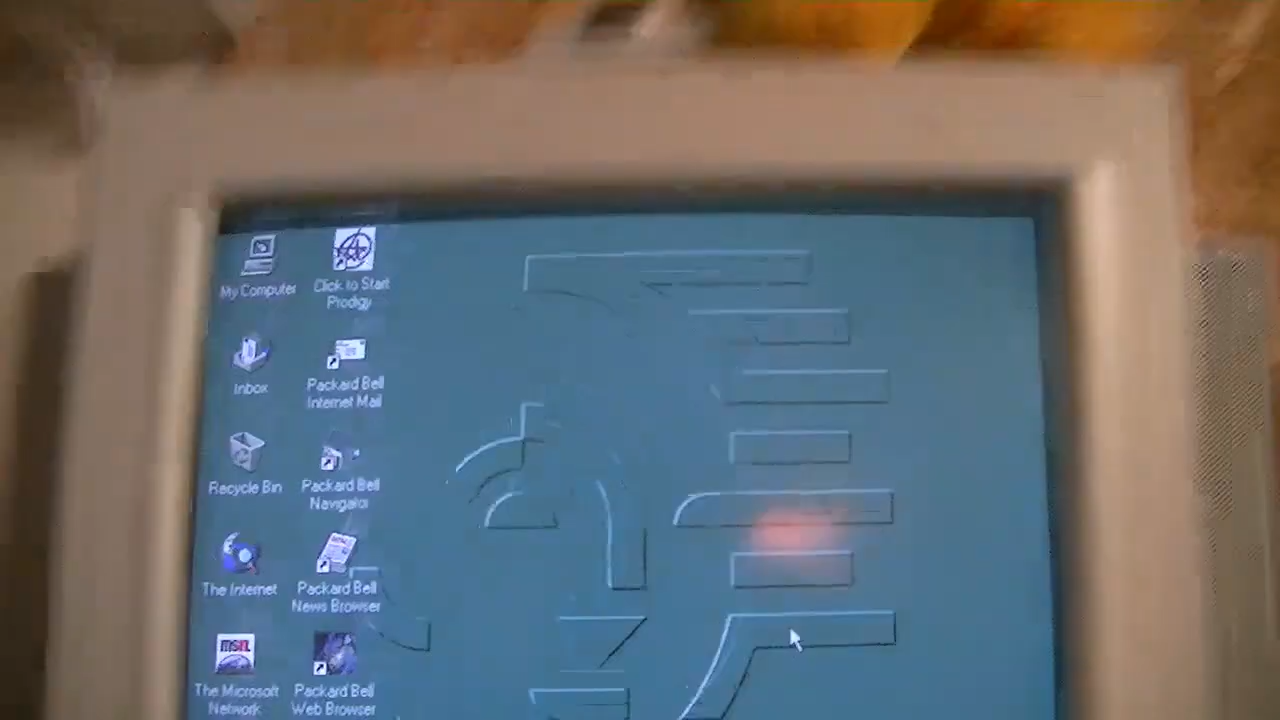 My Computer
Click to Start
Prodigy
Inbox
Packard Bell
Internet Mail
Recycle Bin
Packard Bell
Navigator
The Internet
Packard Bell
News Browser
msn
The Microsoft
Network
Packard Bell
Web Browser